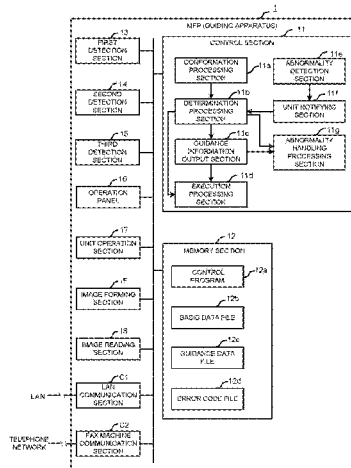 1
MFP (GUIDING APPARATUS)
13
FIRST DETECTION SECTION
14
SECOND DETECTION SECTION
15
THIRD DETECTION SECTION
16
OPERATION PANEL
17
UNIT OPERATION SECTION
IMAGE FORMING SECTION
IMAGE READING SECTION
LAN
C1
LAN COMMUNICATION SECTION
TELEPHONE NETWORK
C2
FAX MACHINE COMMUNICATION SECTION
11
CONTROL SECTION
CONFORMATION PROCESSING SECTION
11a
ABNORMALITY DETECTION SECTION
11e
DETERMINATION PROCESSING SECTION
11b
UNIT NOTIFYING SECTION
11f
GUIDANCE INFORMATION OUTPUT SECTION
11c
ABNORMALITY HANDLING PROCESSING SECTION
11g
EXECUTION PROCESSING SECTION
11d
12
MEMORY SECTION
12a
CONTROL PROGRAM
12b
BASIC DATA FILE
12c
GUIDANCE DATA FILE
12d
ERROR CODE FILE